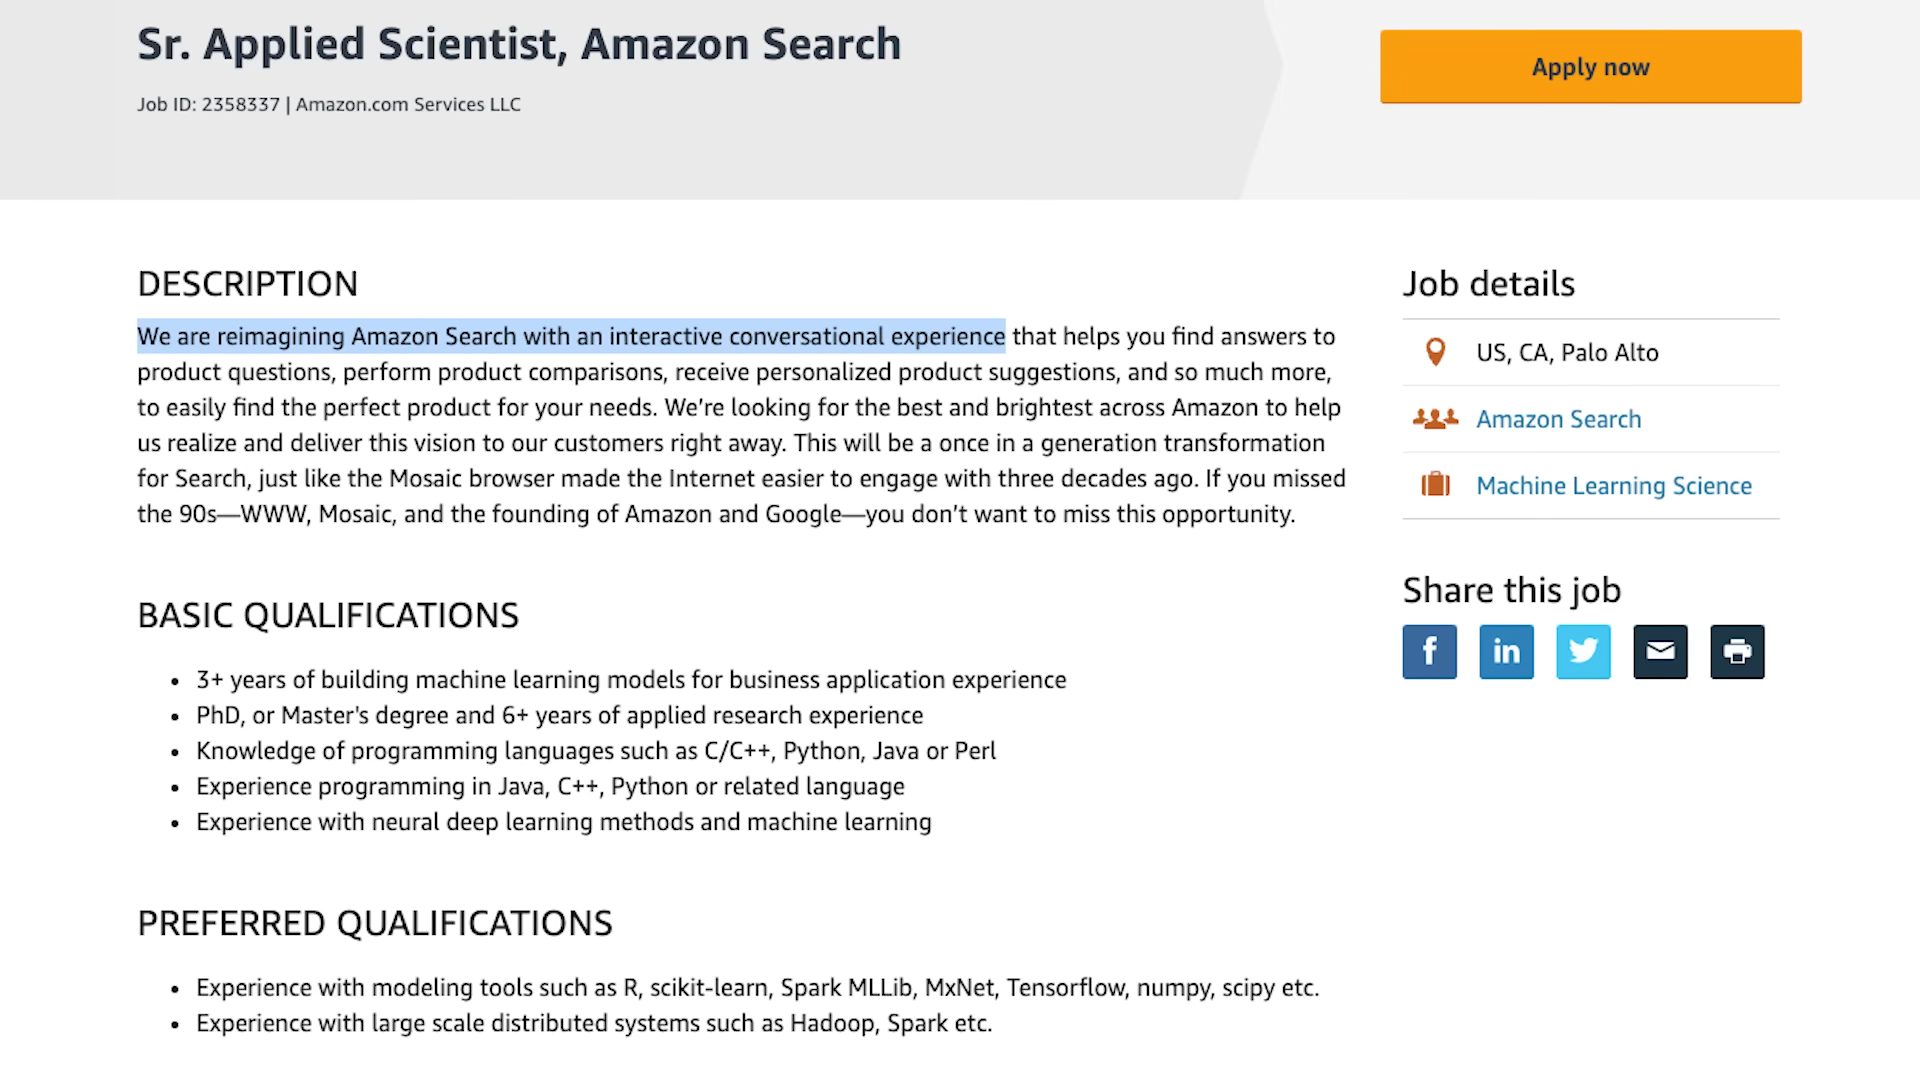 Sr. Applied Scientist, Amazon Search
Job ID: 2358337 | Amazon.com Services LLC
Apply now
DESCRIPTION
We are reimagining Amazon Search with an interactive conversational experience that helps you find answers to
product questions, perform product comparisons, receive personalized product suggestions, and so much more,
to easily find the perfect product for your needs. We’re looking for the best and brightest across Amazon to help
us realize and deliver this vision to our customers right away. This will be a once in a generation transformation
for Search, just like the Mosaic browser made the Internet easier to engage with three decades ago. If you missed
the 90s—WWW, Mosaic, and the founding of Amazon and Google—you don’t want to miss this opportunity.
BASIC QUALIFICATIONS
• 3+ years of building machine learning models for business application experience
• PhD, or Master's degree and 6+ years of applied research experience
• Knowledge of programming languages such as C/C++, Python, Java or Perl
• Experience programming in Java, C++, Python or related language
• Experience with neural deep learning methods and machine learning
PREFERRED QUALIFICATIONS
• Experience with modeling tools such as R, scikit-learn, Spark MLLib, MxNet, Tensorflow, numpy, scipy etc.
• Experience with large scale distributed systems such as Hadoop, Spark etc.
Job details
US, CA, Palo Alto
Amazon Search
Machine Learning Science
Share this job
f
in